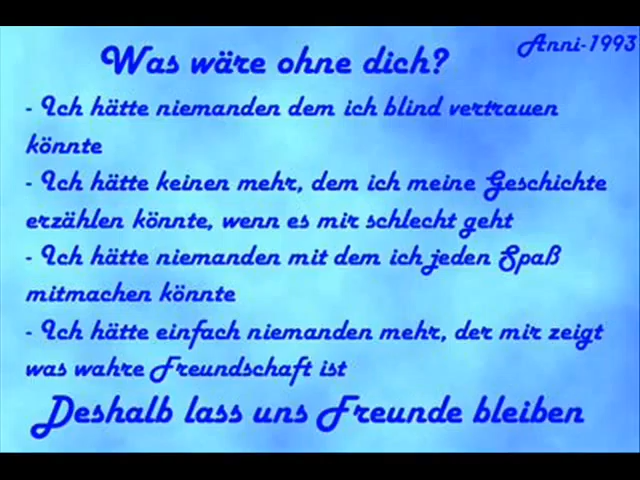 Anni-1993
Was wäre ohne dich?
- Ich hätte niemanden dem ich blind vertrauen
könnte
- Ich hätte keinen mehr, dem ich meine Geschichte
erzählen könnte, wenn es mir schlecht geht
- Ich hätte niemanden mit dem ich jeden Spaß
mitmachen könnte
- Ich hätte einfach niemanden mehr, der mir zeigt
was wahre Freundschaft ist
Deshalb lass uns Freunde bleiben